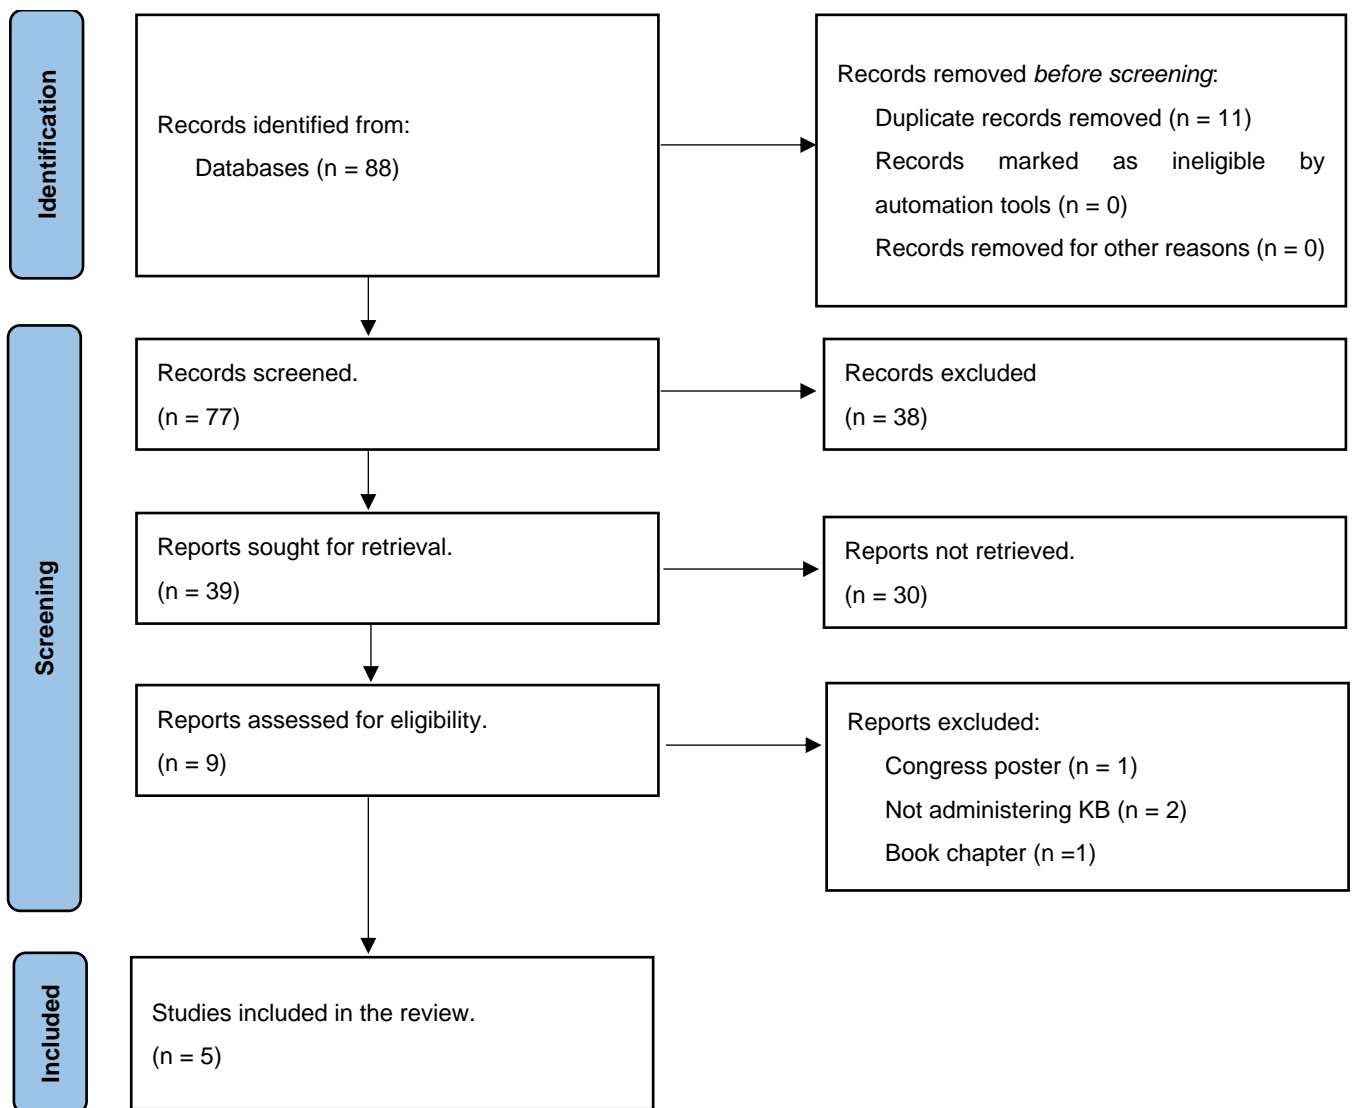 Identification
Records identified from:
Databases (n = 88)
Records removed before screening:
Duplicate records removed (n = 11)
Records marked as ineligible by
automation tools (n = 0)
Records removed for other reasons (n = 0)
Screening
Records screened.
(n = 77)
Records excluded
(n = 38)
Reports sought for retrieval.
(n = 39)
Reports not retrieved.
(n = 30)
Reports assessed for eligibility.
(n = 9)
Reports excluded:
Congress poster (n = 1)
Not administering KB (n = 2)
Book chapter (n =1)
Included
Studies included in the review.
(n = 5)